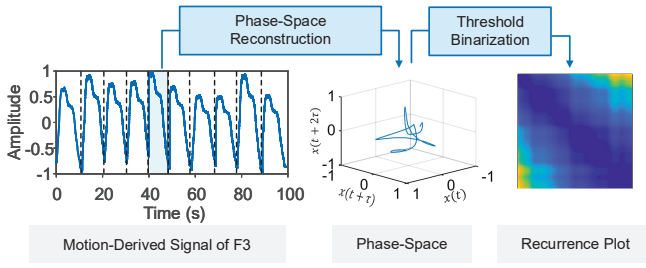 Phase-Space
Reconstruction
Threshold
Binarization
Amplitude
1
0.5
0
-0.5
-1
0 20 40 60 80 100
Time (s)
x(t + 2τ)
1
0
-1
-1
0
1
x(t+τ)
1
0
-1
x(t)
Motion-Derived Signal of F3
Phase-Space
Recurrence Plot